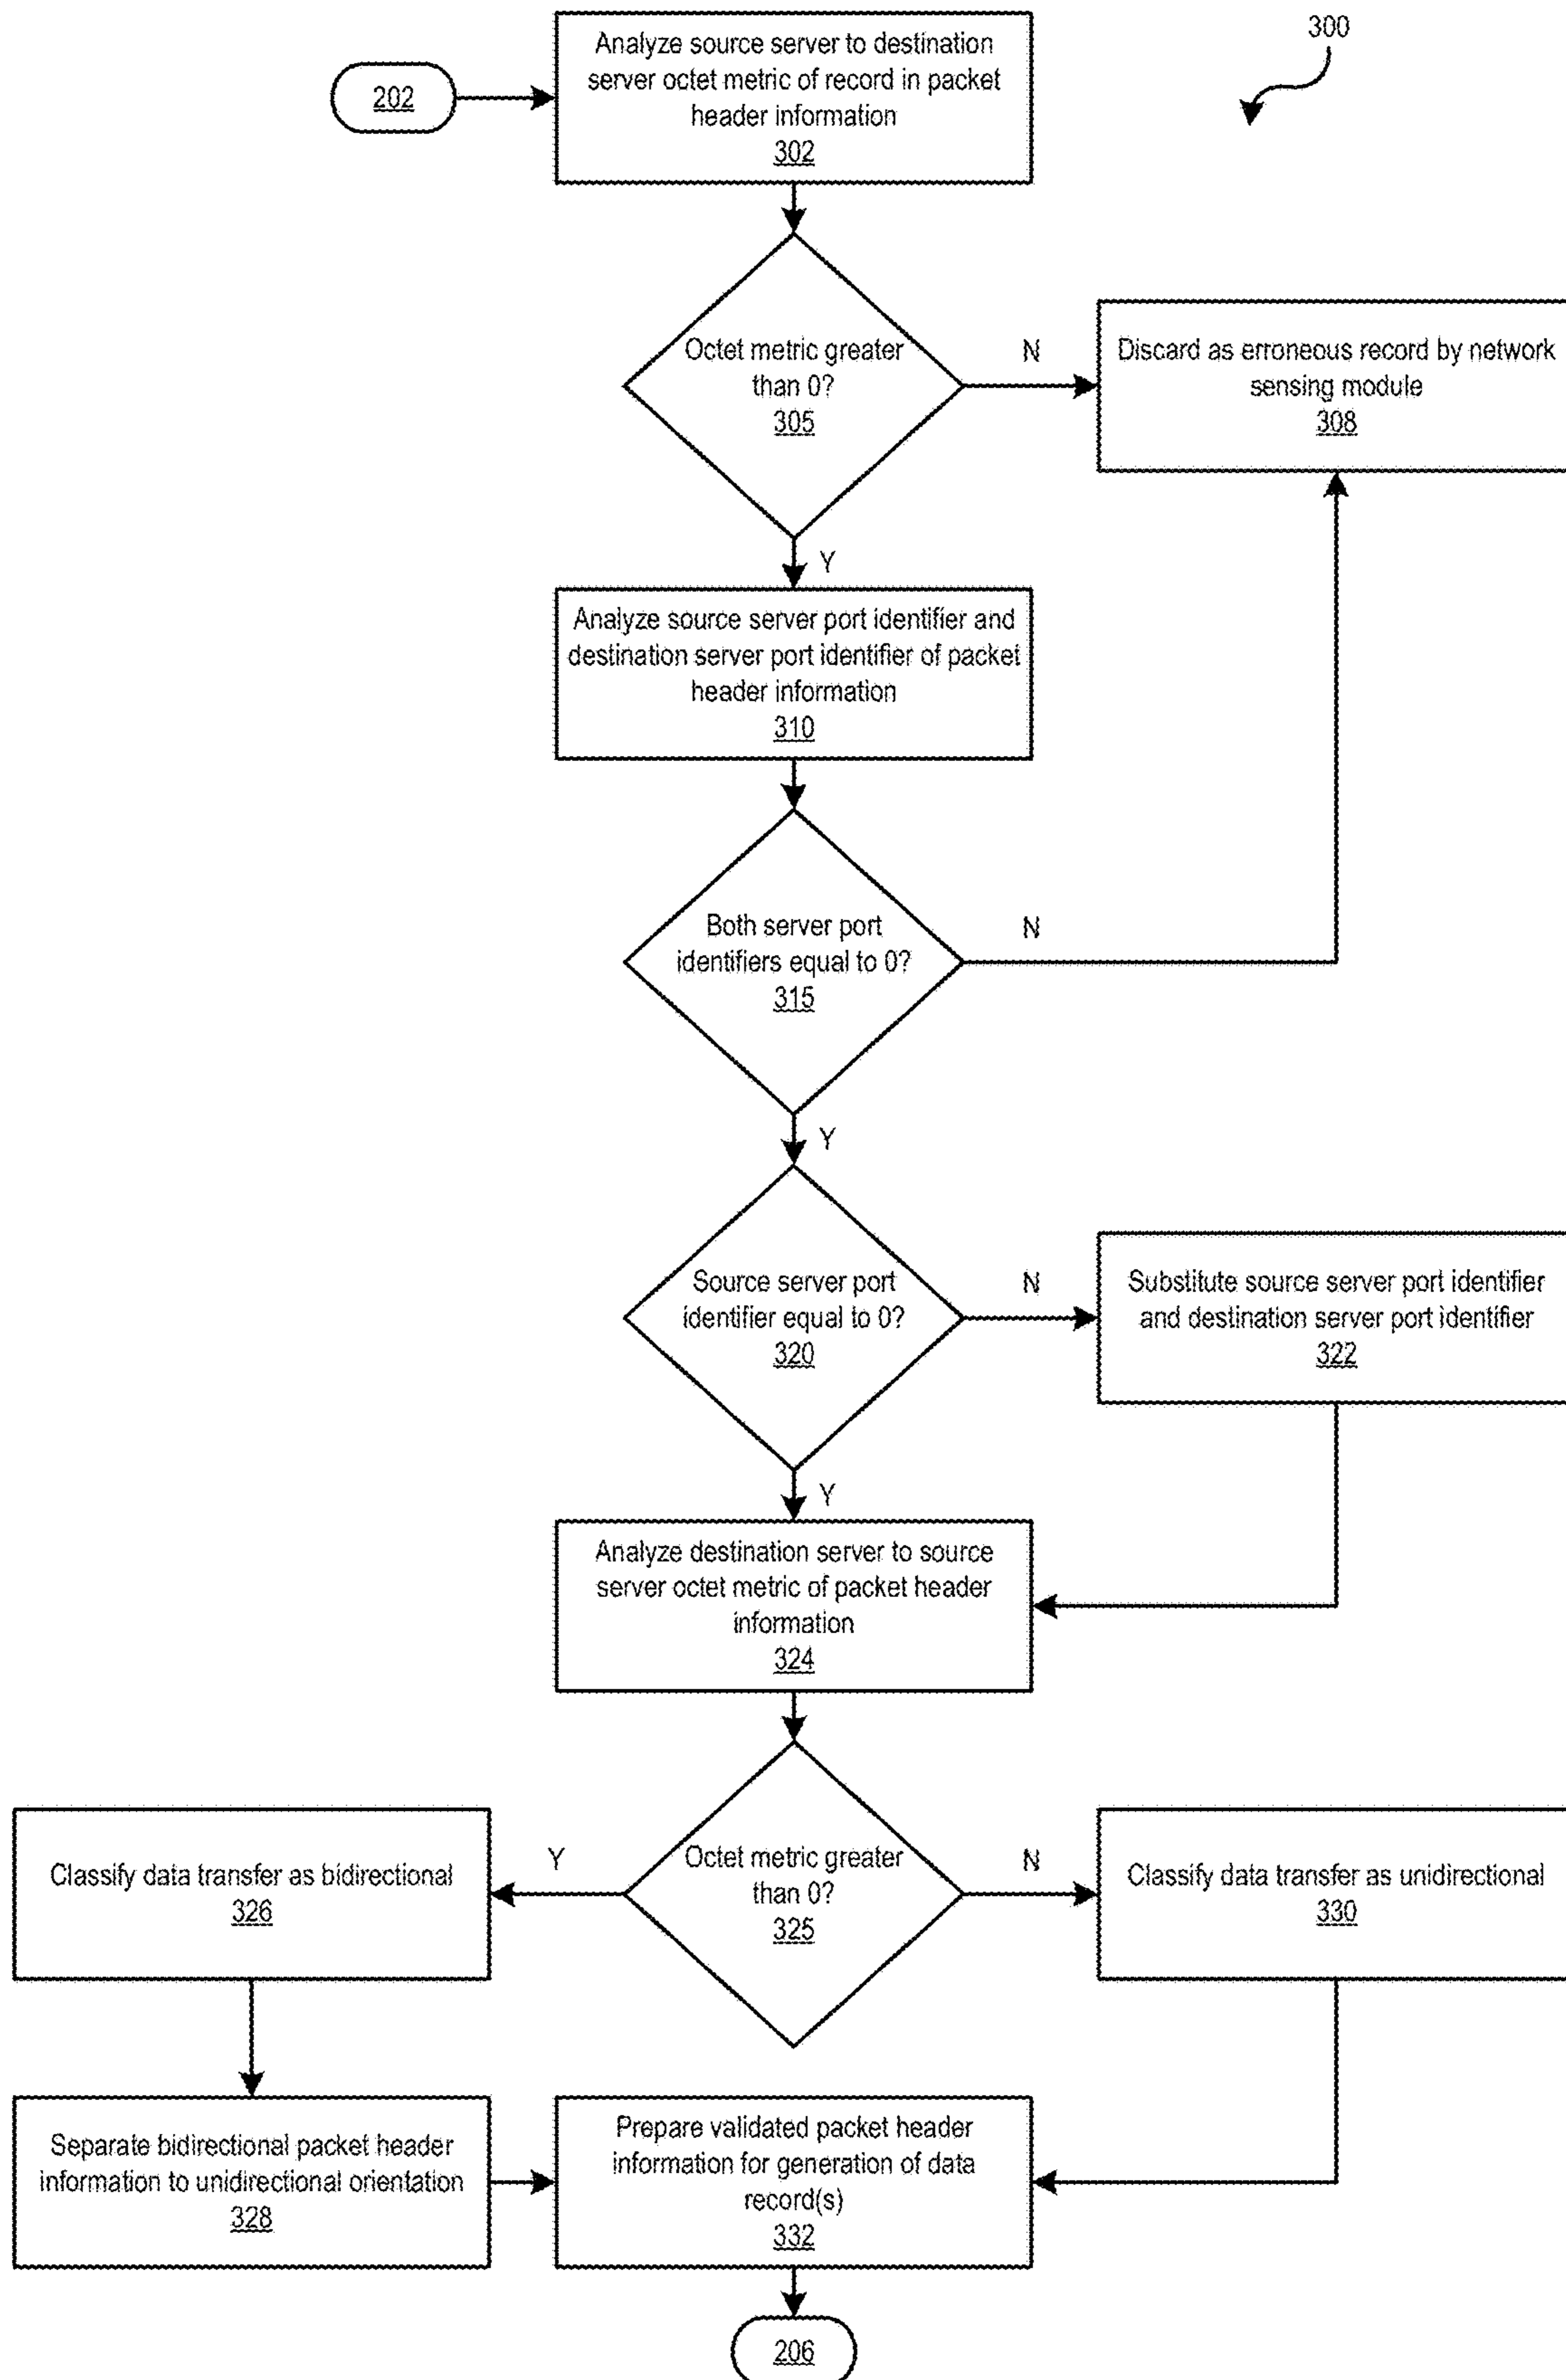 300
202
Analyze source server to destination
server octet metric of record in packet
header information
302
Octet metric greater
than 0?
305
N
Discard as erroneous record by network
sensing module
308
Y
Analyze source server port identifier and
destination server port identifier of packet
header information
310
Both server port
identifiers equal to 0?
315
N
Y
Source server port
identifier equal to 0?
320
N
Substitute source server port identifier
and destination server port identifier
322
Y
Analyze destination server to source
server octet metric of packet header
information
324
Octet metric greater
than 0?
325
Y
Classify data transfer as bidirectional
326
N
Classify data transfer as unidirectional
330
Separate bidirectional packet header
information to unidirectional orientation
328
Prepare validated packet header
information for generation of data
record(s)
332
206